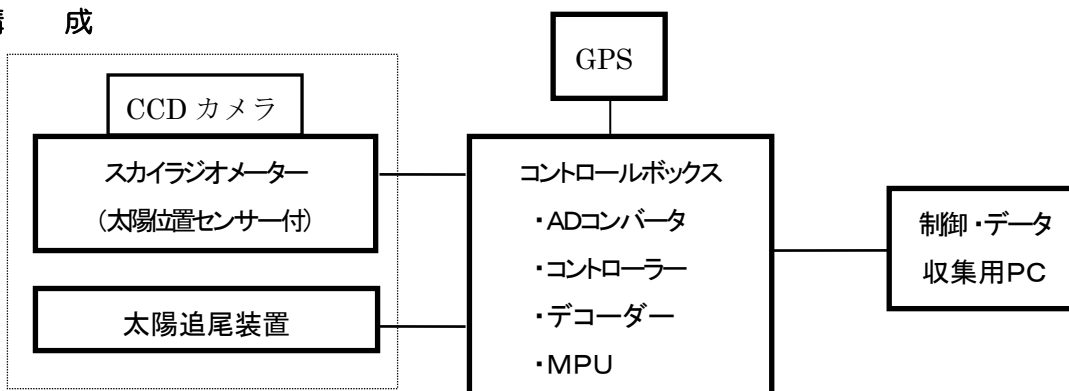 構 成
GPS
CCD カメラ
スカイラジオメーター
(太陽位置センサー付)
太陽追尾装置
コントロールボックス
・ADコンバータ
・コントローラー
・デコーダー
・MPU
制御・データ
収集用PC